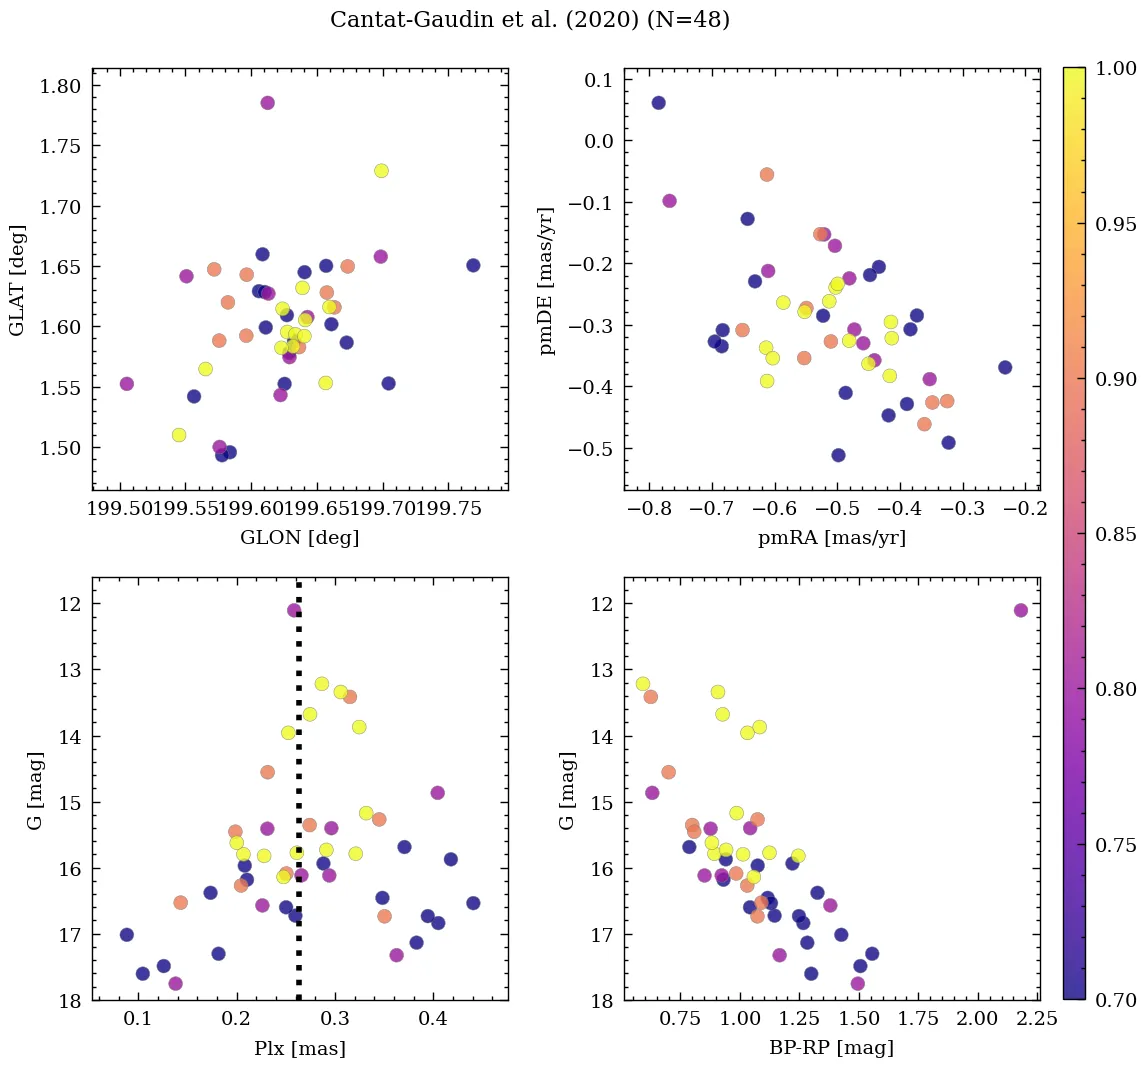 Cantat-Gaudin et al. (2020) (N=48)
1.80
1.75
1.70
1.65
1.60
1.55
1.50
GLAT [deg]
199.50 199.55 199.60 199.65 199.70 199.75
GLON [deg]
0.1
0.0
−0.1
−0.2
−0.3
−0.4
−0.5
pmDE [mas/yr]
−0.8 −0.7 −0.6 −0.5 −0.4 −0.3 −0.2
pmRA [mas/yr]
12
13
14
15
16
17
18
G [mag]
0.1 0.2 0.3 0.4
Plx [mas]
12
13
14
15
16
17
18
G [mag]
0.75 1.00 1.25 1.50 1.75 2.00 2.25
BP-RP [mag]
1.00
0.95
0.90
0.85
0.80
0.75
0.70